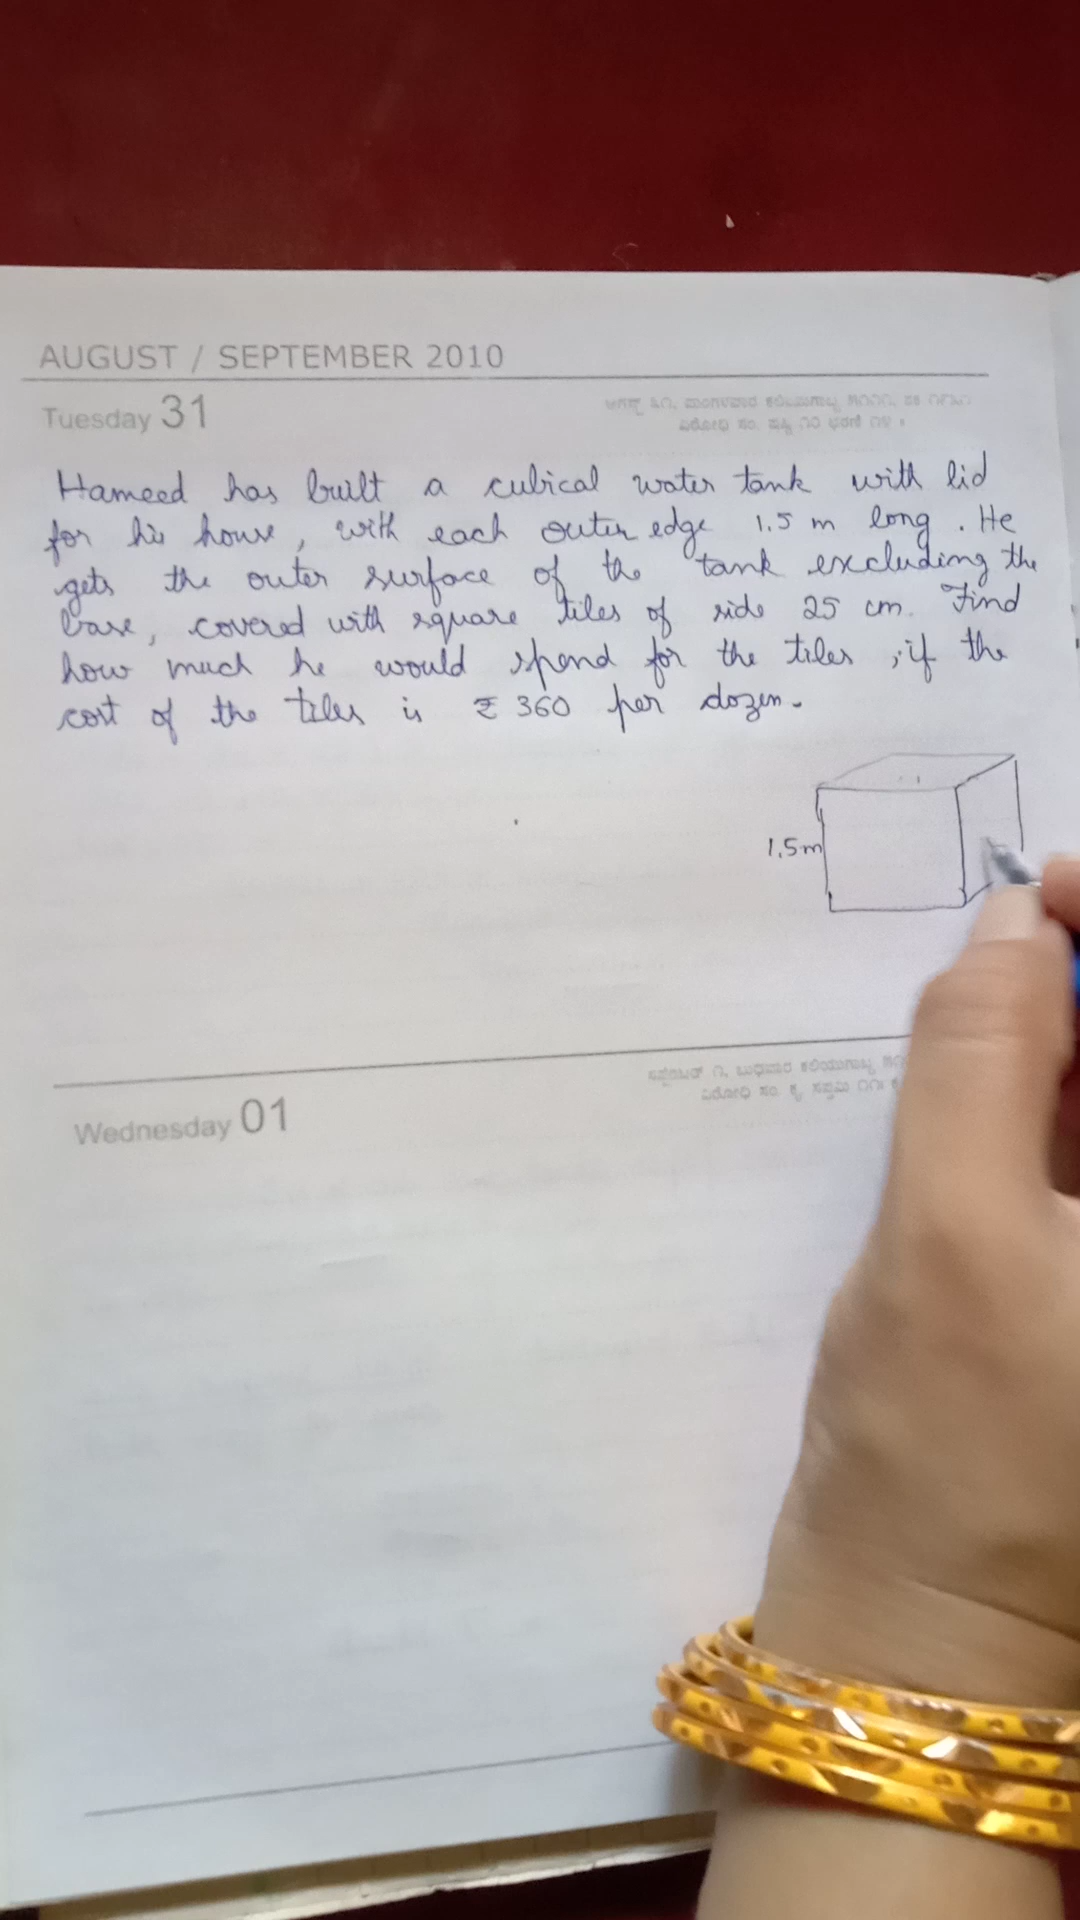 AUGUST / SEPTEMBER 2010
Tuesday 31
Hameed has built a cubical water tank with lid
for his house, with each outer edge 1.5 m long. He
gets the outer surface of the tank excluding the
base, covered with square tiles of side 25 cm. Find
how much he would spend for the tiles, if the
cost of the tiles is ₹ 360 per dozen.
1.5m
Wednesday 01